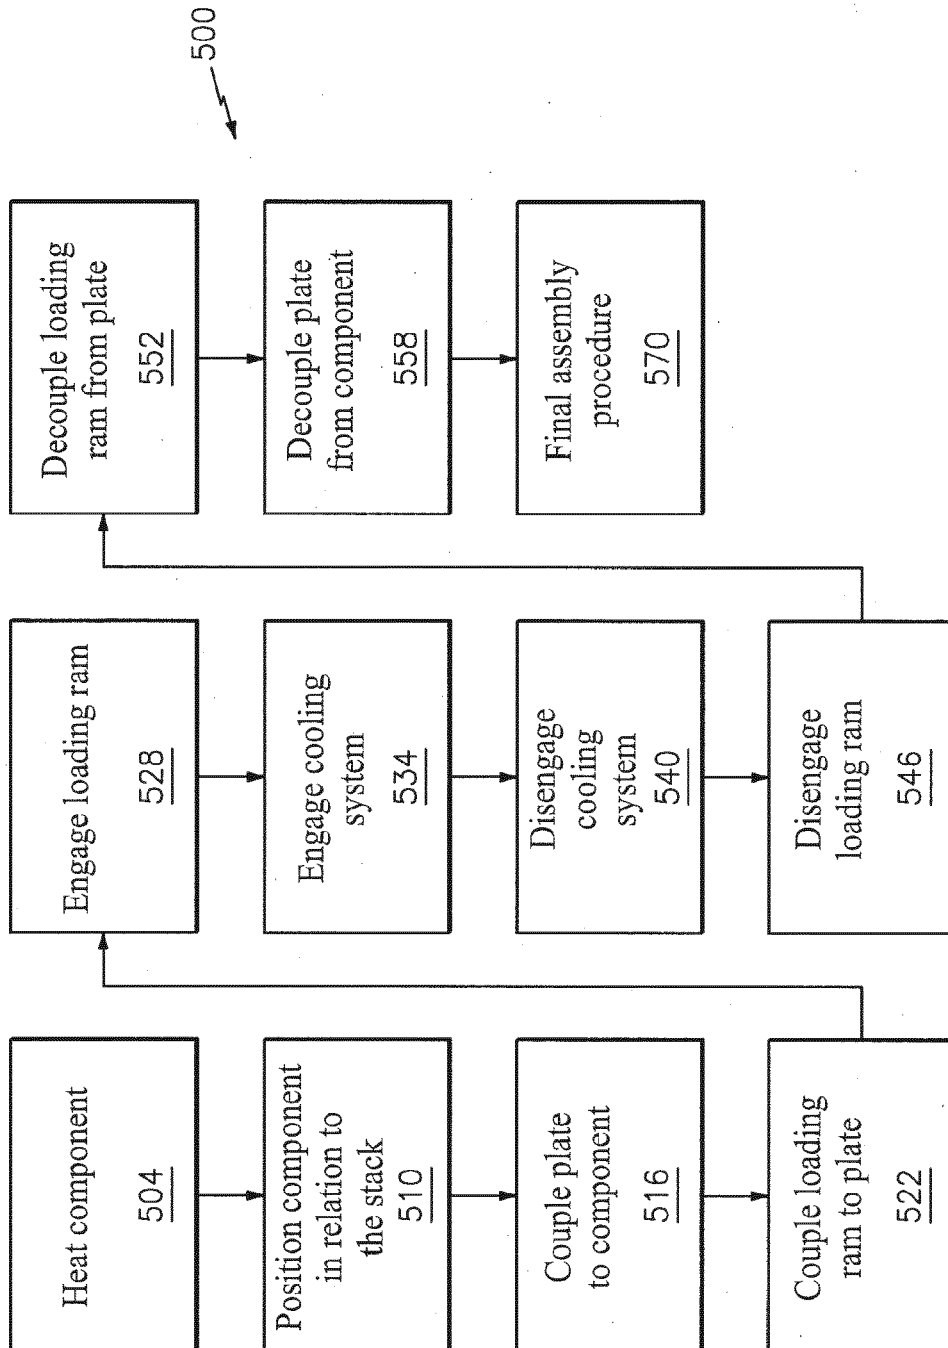 500
Heat component
504
Position component
in relation to
the stack
510
Couple plate
to component
516
Couple loading
ram to plate
522
Engage loading ram
528
Engage cooling
system
534
Disengage
cooling
system
540
Disengage
loading ram
546
Decouple loading
ram from plate
552
Decouple plate
from component
558
Final assembly
procedure
570